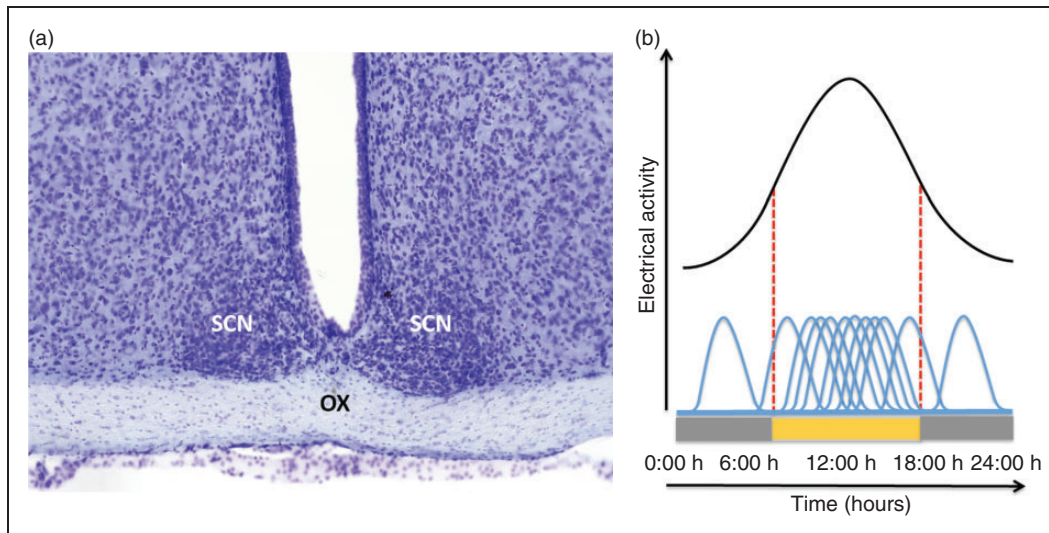 (a)
SCN
SCN
OX
(b)
Electrical activity
0:00 h 6:00 h 12:00 h 18:00 h 24:00 h
Time (hours)